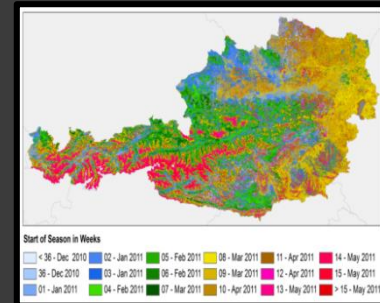 Start of Season in Weeks
< 36 - Dec 2010 02 - Jan 2011 05 - Feb 2011 08 - Mar 2011 11 - Apr 2011 14 - May 2011
36 - Dec 2010 03 - Jan 2011 06 - Feb 2011 09 - Mar 2011 12 - Apr 2011 15 - May 2011
01 - Jan 2011 04 - Feb 2011 07 - Mar 2011 10 - Apr 2011 13 - May 2011 > 15 - May 2011